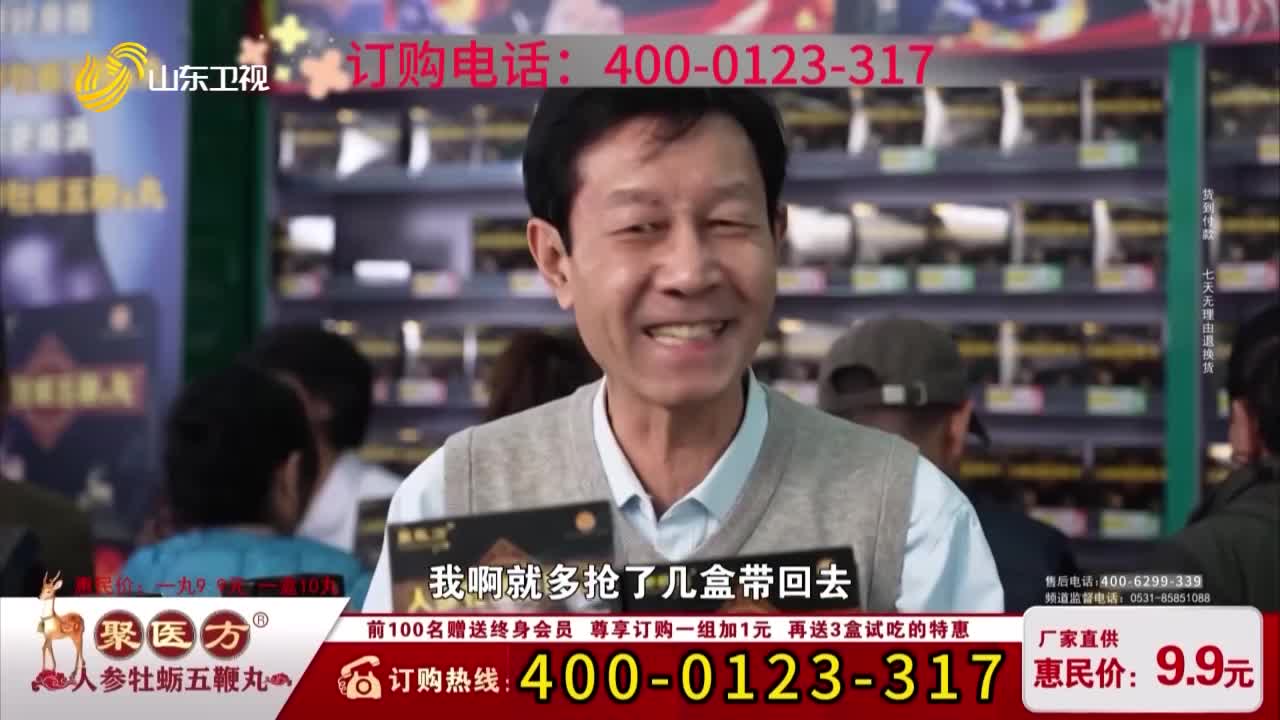 山东卫视
订购电话：400-0123-317
货到付款 七天无理由退换货
我啊就多抢了几盒带回去
惠民价：一丸9.9元 一盒10丸
售后电话:400-6299-339
频道监督电话：0531-85851088
聚医方®
人参牡蛎五鞭丸
前100名赠送终身会员 尊享订购一组加1元 再送3盒试吃的特惠
订购热线：400-0123-317
厂家直供
惠民价：9.9元